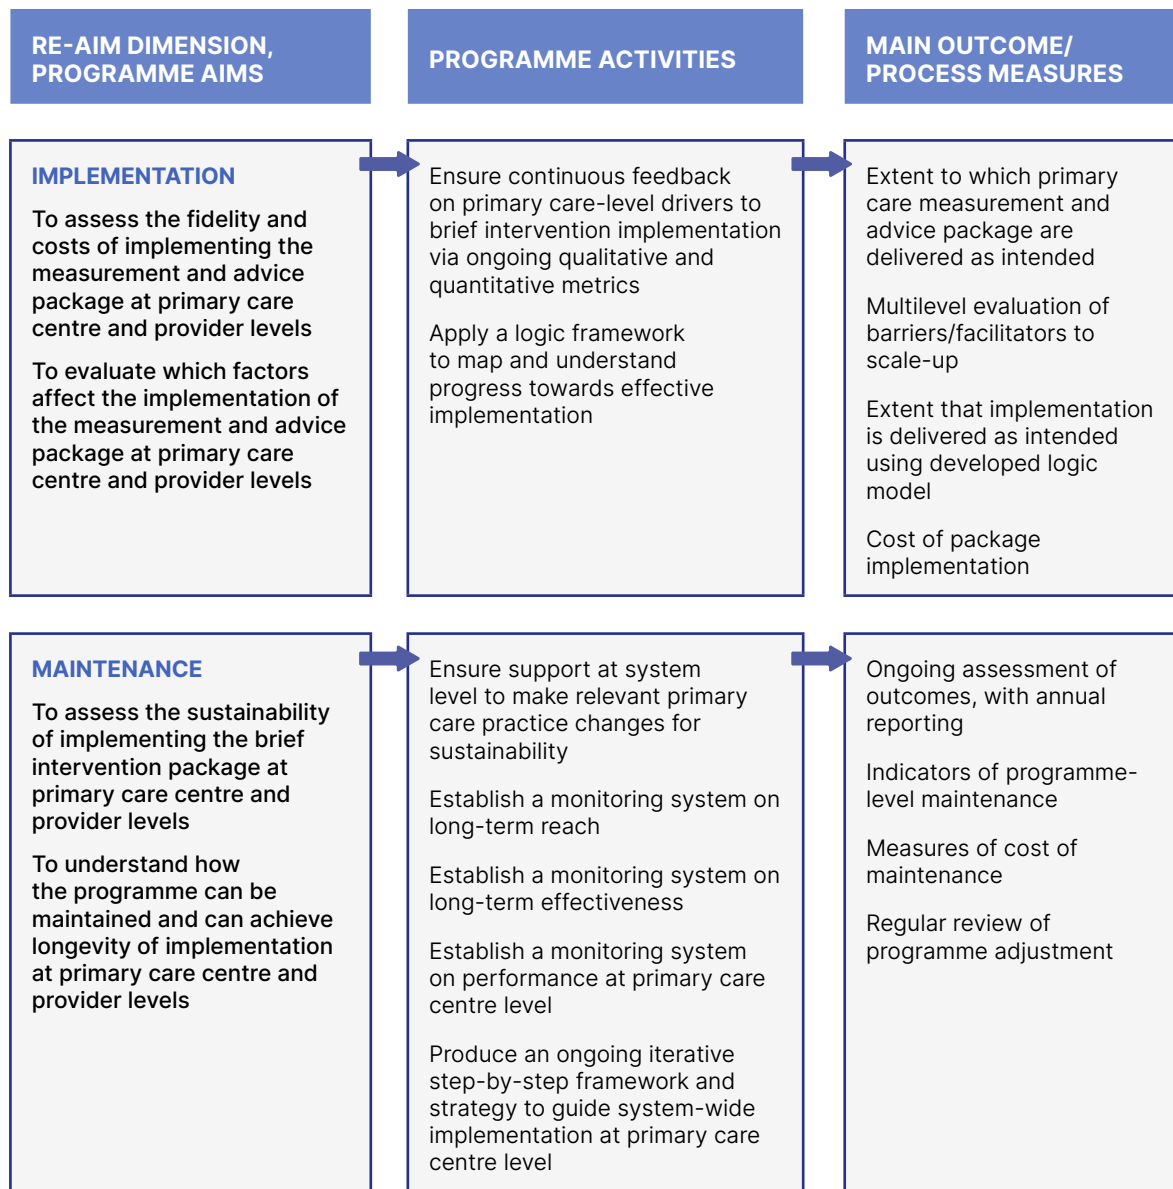 RE-AIM DIMENSION,
PROGRAMME AIMS
PROGRAMME ACTIVITIES
MAIN OUTCOME/
PROCESS MEASURES
IMPLEMENTATION
To assess the fidelity and
costs of implementing the
measurement and advice
package at primary care
centre and provider levels
To evaluate which factors
affect the implementation of
the measurement and advice
package at primary care
centre and provider levels
Ensure continuous feedback
on primary care-level drivers to
brief intervention implementation
via ongoing qualitative and
quantitative metrics
Apply a logic framework
to map and understand
progress towards effective
implementation
Extent to which primary
care measurement and
advice package are
delivered as intended
Multilevel evaluation of
barriers/facilitators to
scale-up
Extent that implementation
is delivered as intended
using developed logic
model
Cost of package
implementation
MAINTENANCE
To assess the sustainability
of implementing the brief
intervention package at
primary care centre and
provider levels
To understand how
the programme can be
maintained and can achieve
longevity of implementation
at primary care centre and
provider levels
Ensure support at system
level to make relevant primary
care practice changes for
sustainability
Establish a monitoring system on
long-term reach
Establish a monitoring system on
long-term effectiveness
Establish a monitoring system
on performance at primary care
centre level
Produce an ongoing iterative
step-by-step framework and
strategy to guide system-wide
implementation at primary care
centre level
Ongoing assessment of
outcomes, with annual
reporting
Indicators of programme-
level maintenance
Measures of cost of
maintenance
Regular review of
programme adjustment